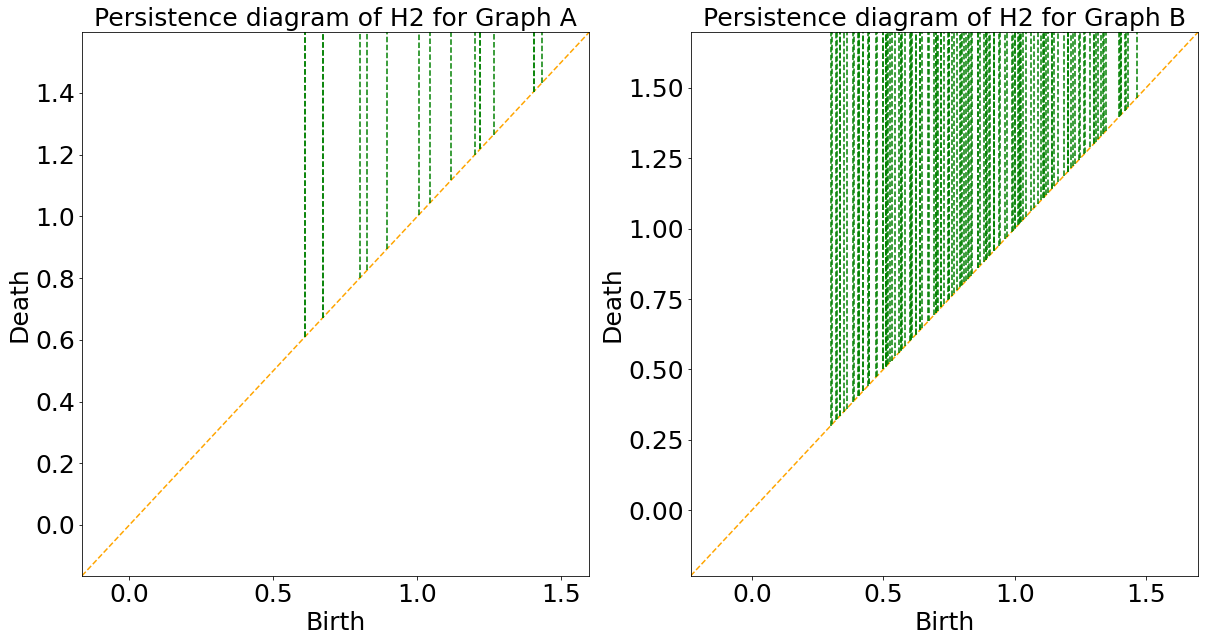 Persistence diagram of H2 for Graph A
Death
1.4
1.2
1.0
0.8
0.6
0.4
0.2
0.0
0.0 0.5 1.0 1.5
Birth
Persistence diagram of H2 for Graph B
Death
1.50
1.25
1.00
0.75
0.50
0.25
0.00
0.0 0.5 1.0 1.5
Birth